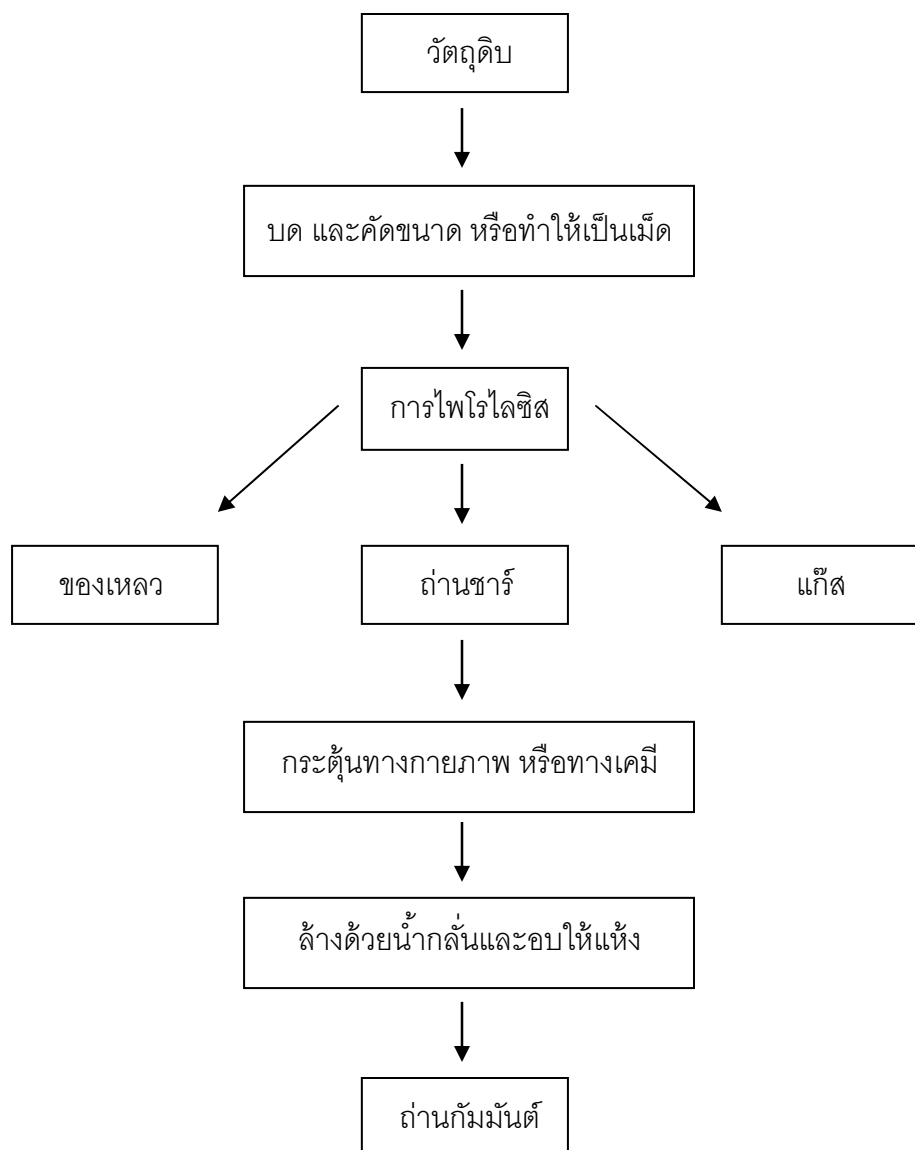 วัตถุดิบ
บด และคัดขนาด หรือทำให้เป็นเม็ด
การไพโรไลซิส
ของเหลว
ถ่านชาร์
แก๊ส
กระตุ้นทางกายภาพ หรือทางเคมี
ล้างด้วยน้ำกลั่นและอบให้แห้ง
ถ่านกัมมันต์